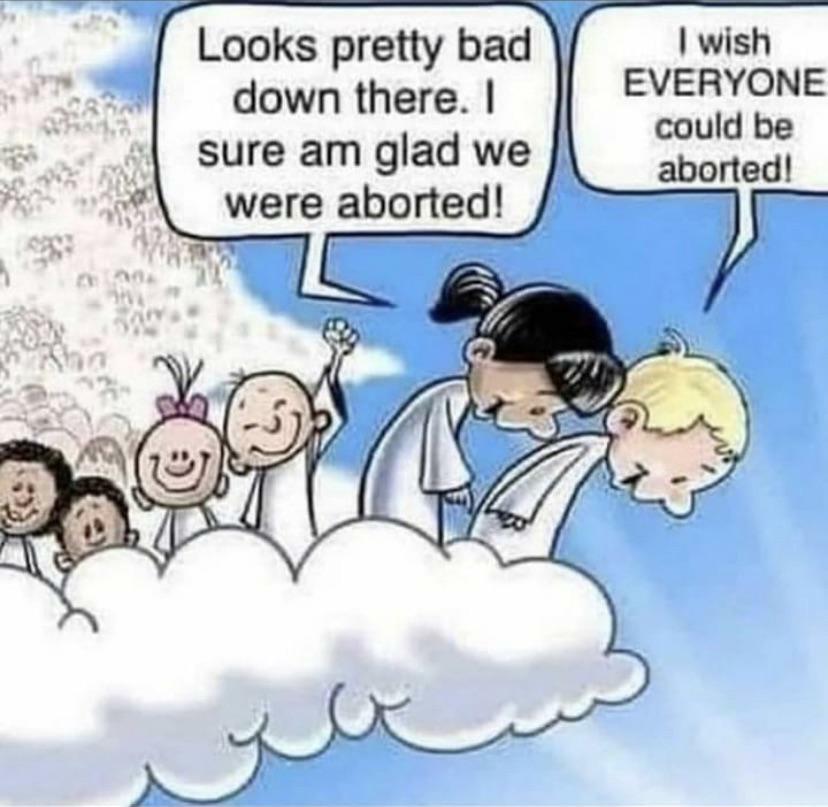 Looks pretty bad
down there. I
sure am glad we
were aborted!
I wish
EVERYONE
could be
aborted!